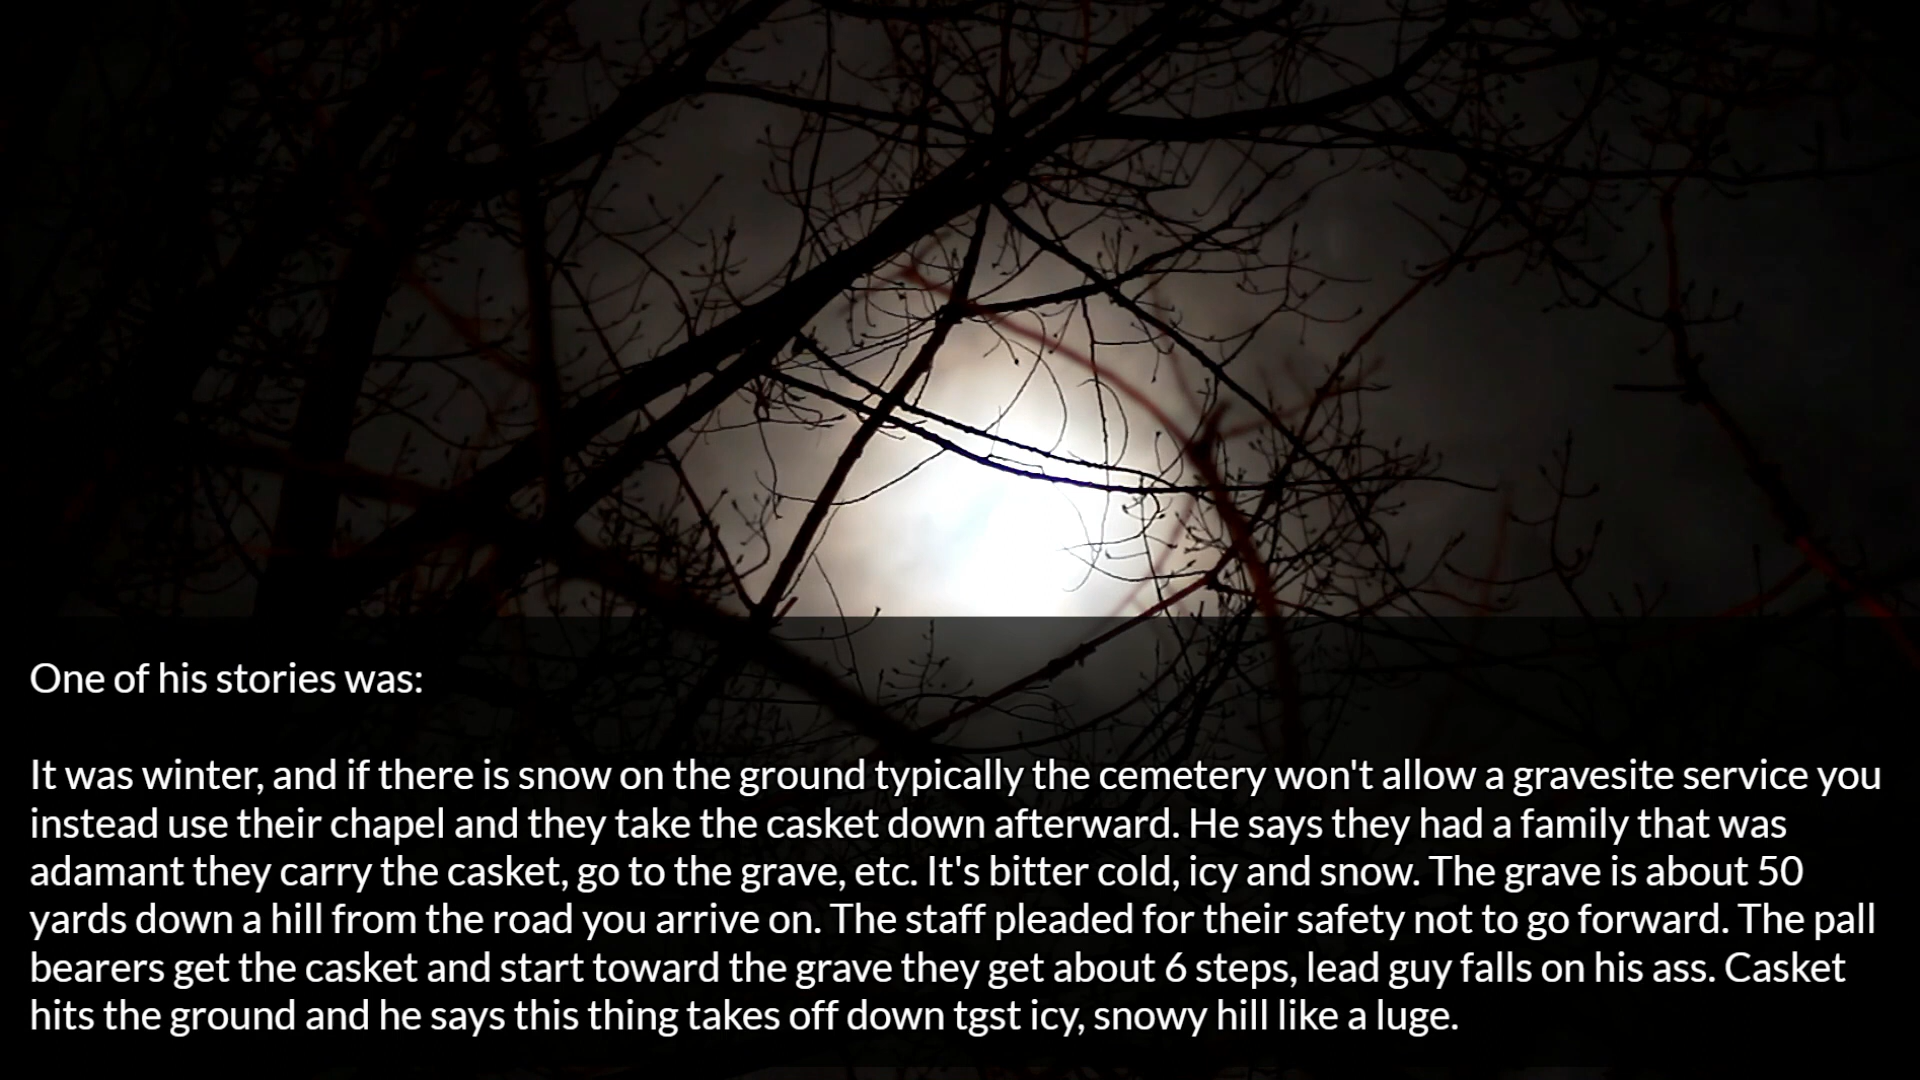 One of his stories was:
It was winter, and if there is snow on the ground typically the cemetery won't allow a gravesite service you
instead use their chapel and they take the casket down afterward. He says they had a family that was
adamant they carry the casket, go to the grave, etc. It's bitter cold, icy and snow. The grave is about 50
yards down a hill from the road you arrive on. The staff pleaded for their safety not to go forward. The pall
bearers get the casket and start toward the grave they get about 6 steps, lead guy falls on his ass. Casket
hits the ground and he says this thing takes off down tgst icy, snowy hill like a luge.